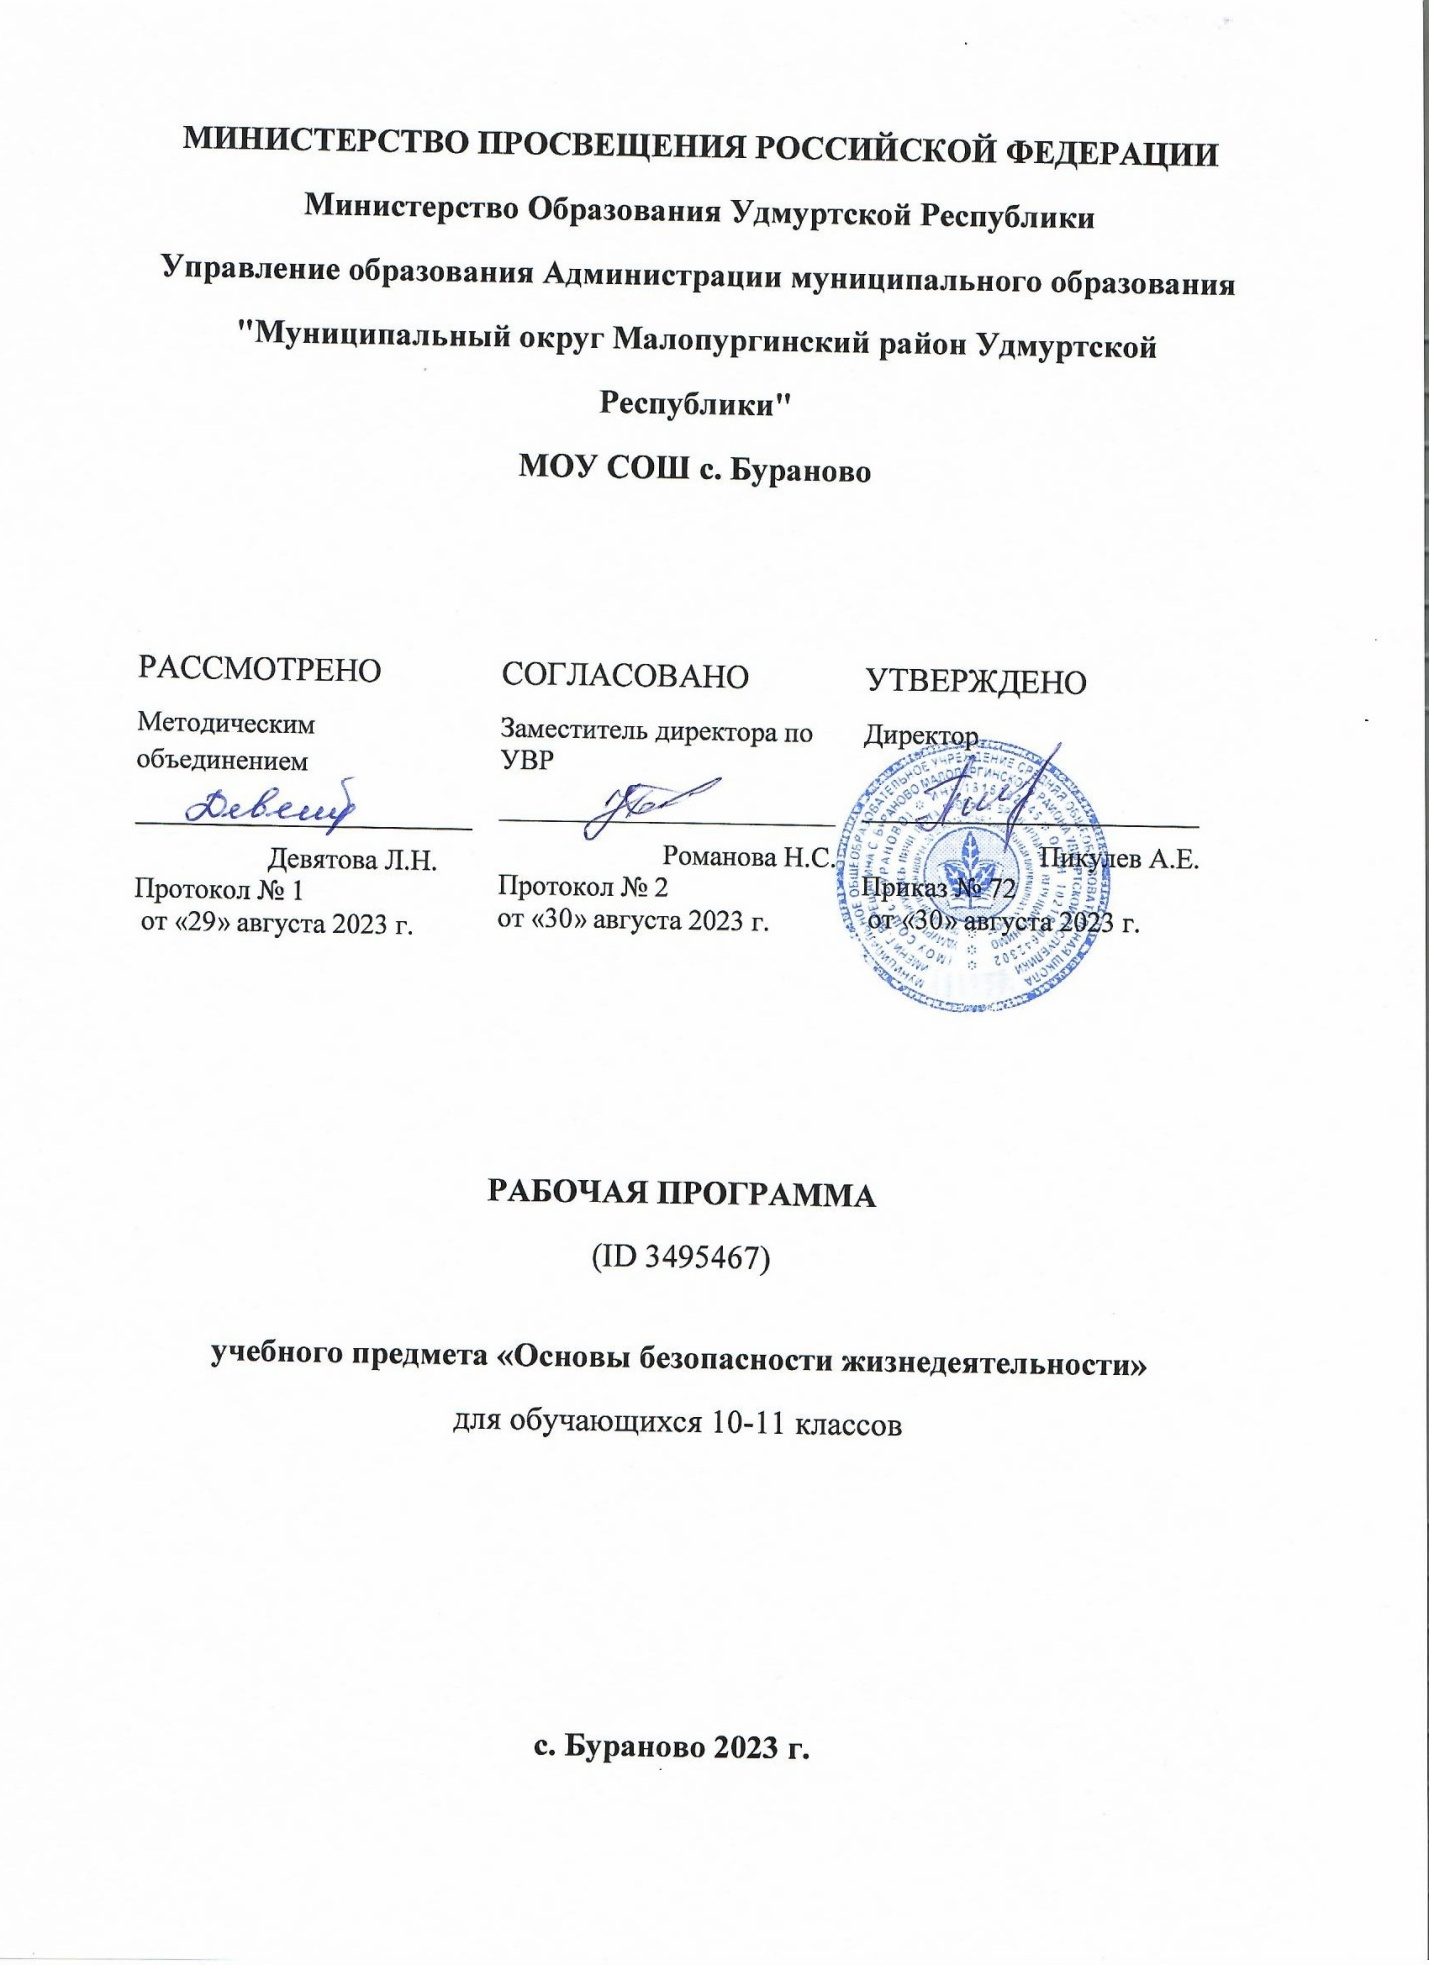 МИНИСТЕРСТВО ПРОСВЕЩЕНИЯ РОССИЙСКОЙ ФЕДЕРАЦИИ
Министерство Образования Удмуртской Республики
Управление образования Администрации муниципального образования
"Муниципальный округ Малопургинский район Удмуртской
Республики"
МОУ СОШ с. Бураново
РАССМОТРЕНО
Методическим
объединением
Девятова Л.Н.
Протокол № 1
от «29» августа 2023 г.
СОГЛАСОВАНО
Заместитель директора по
УВР
Романова Н.С.
Протокол № 2
от «30» августа 2023 г.
УТВЕРЖДЕНО
Директор
Пикулев А.Е.
Приказ № 72
от «30» августа 2023 г.
РАБОЧАЯ ПРОГРАММА
(ID 3495467)
учебного предмета «Основы безопасности жизнедеятельности»
для обучающихся 10-11 классов
с. Бураново 2023 г.